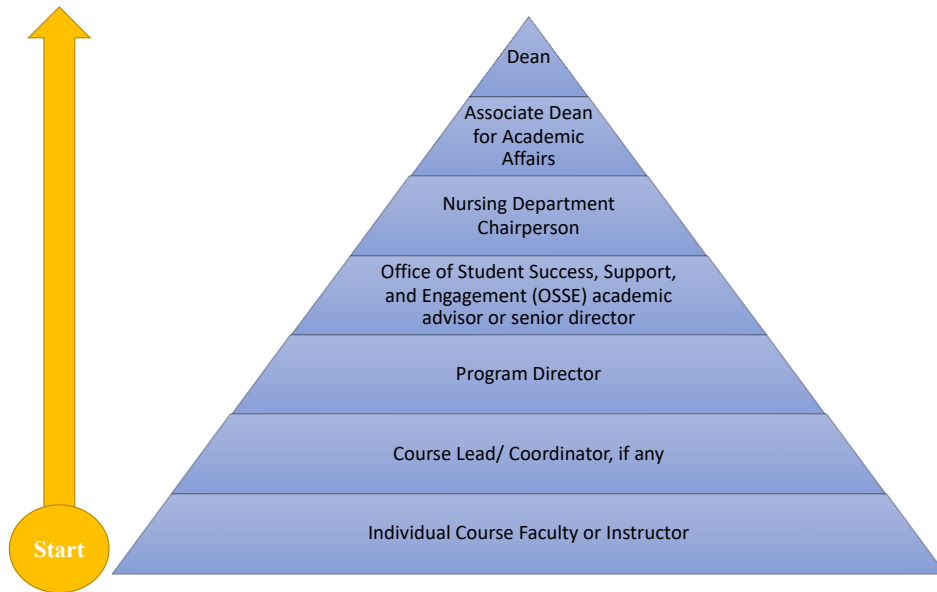 Dean
Associate Dean
for Academic
Affairs
Nursing Department
Chairperson
Office of Student Success, Support,
and Engagement (OSSE) academic
advisor or senior director
Program Director
Course Lead/ Coordinator, if any
Individual Course Faculty or Instructor
Start